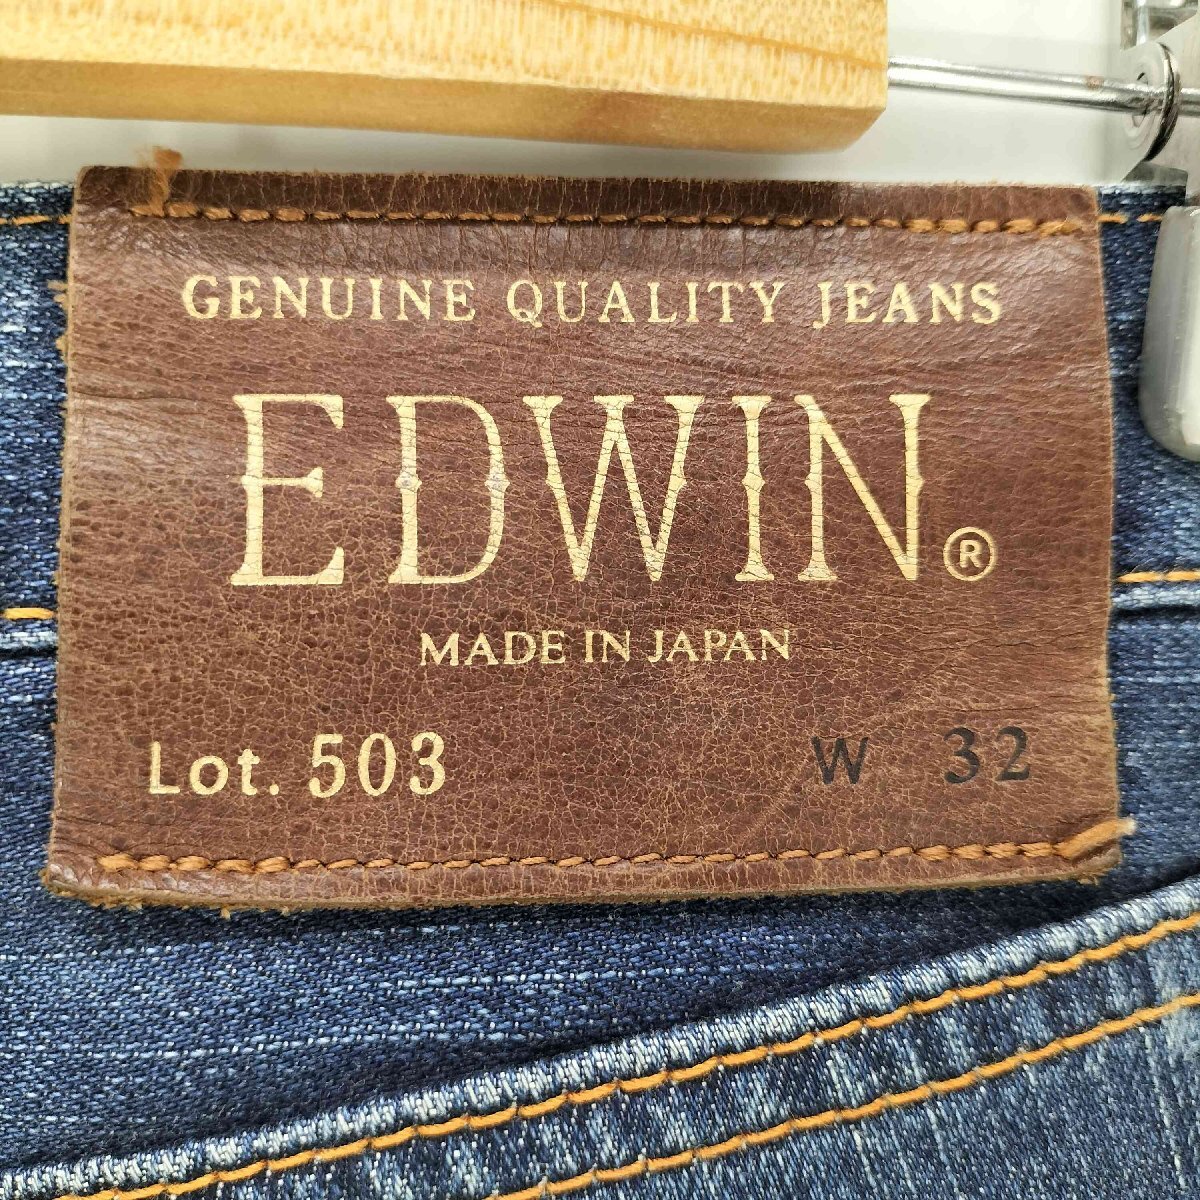 GENUINE QUALITY JEANS
EDWIN®
MADE IN JAPAN
Lot. 503 W 32